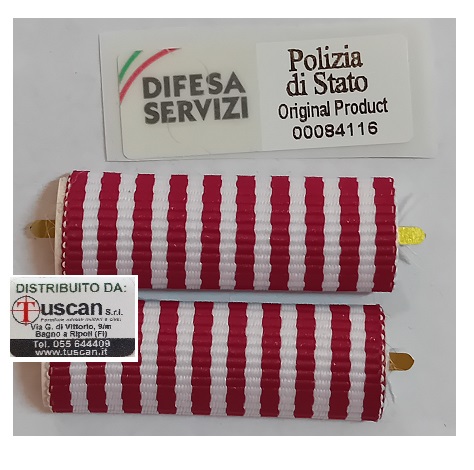 DIFESA
SERVIZI
Polizia
di Stato
Original Product
00084116
DISTRIBUITO DA:
Tuscan S.r.l.
Via G. di Vittorio, 9/m
Bagno a Ripoli (FI)
Tel. 055 644409
www.tuscan.it